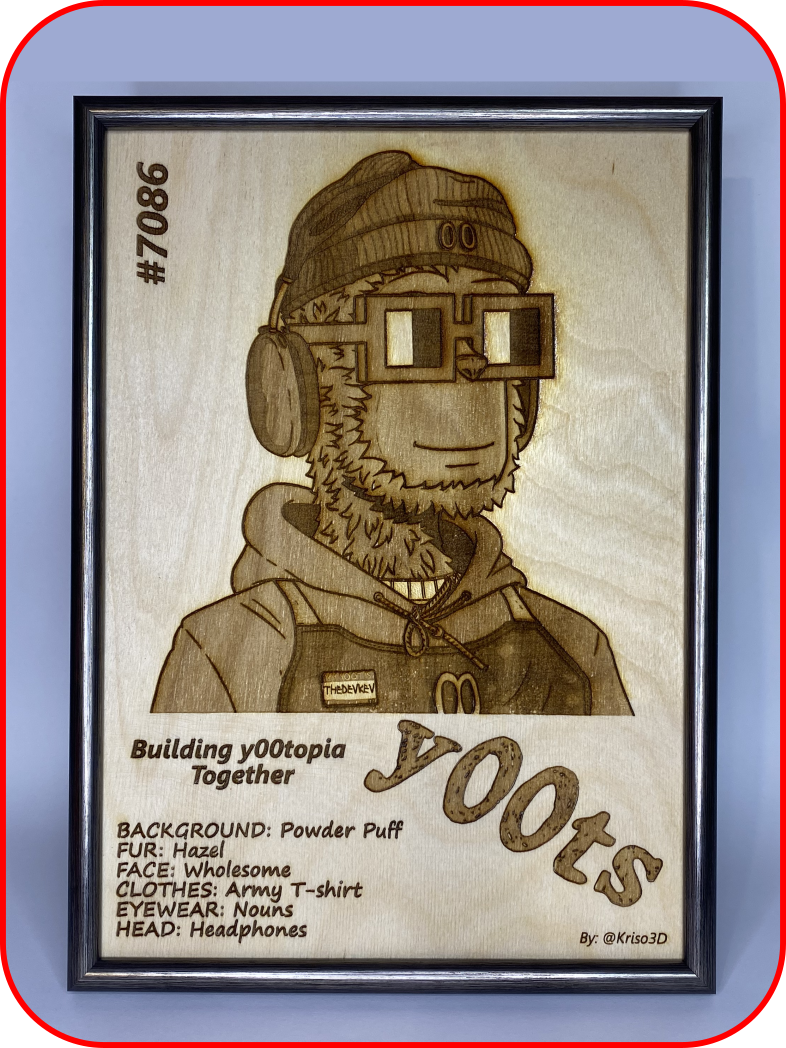 #7086
00
THEDEVKEV
00
Building y00topia
Together
y00ts
BACKGROUND: Powder Puff
FUR: Hazel
FACE: Wholesome
CLOTHES: Army T-shirt
EYEWEAR: Nouns
HEAD: Headphones
By: @Kriso3D